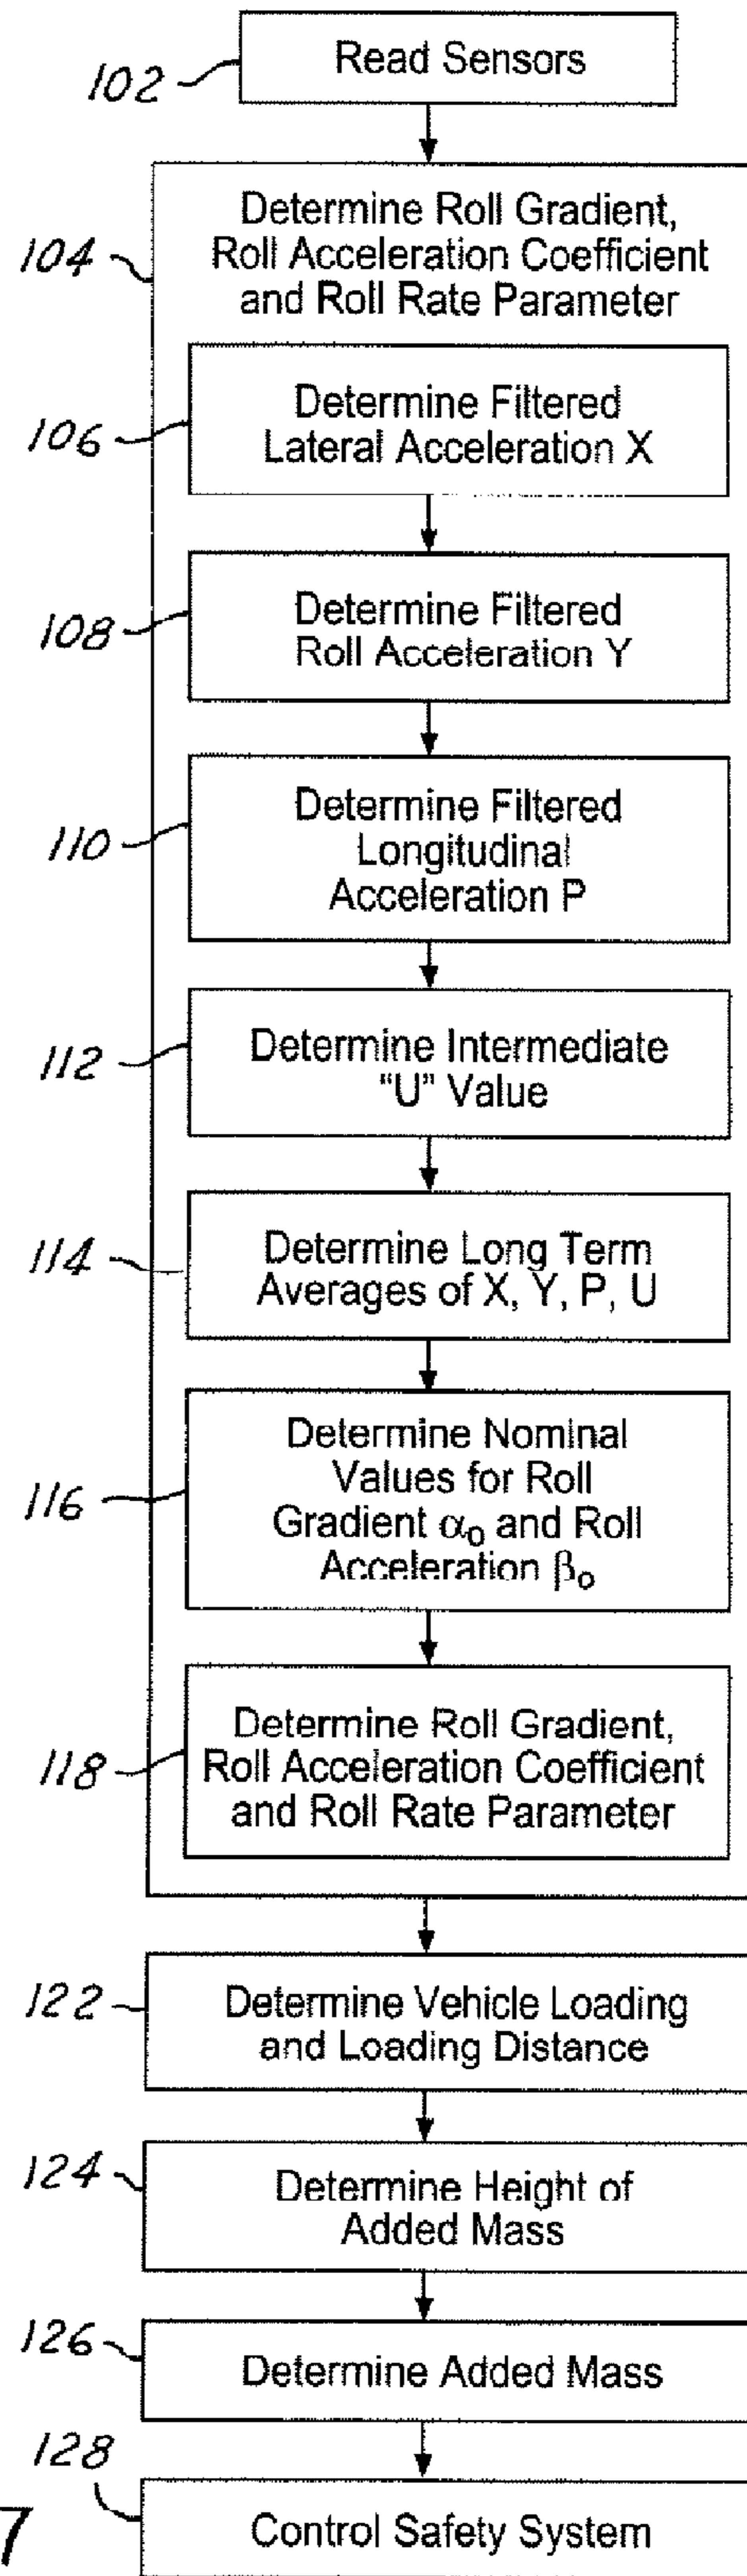 102
Read Sensors
104
Determine Roll Gradient,
Roll Acceleration Coefficient
and Roll Rate Parameter
106
Determine Filtered
Lateral Acceleration X
108
Determine Filtered
Roll Acceleration Y
110
Determine Filtered
Longitudinal
Acceleration P
112
Determine Intermediate
“U” Value
114
Determine Long Term
Averages of X, Y, P, U
116
Determine Nominal
Values for Roll
Gradient α₀ and Roll
Acceleration β₀
118
Determine Roll Gradient,
Roll Acceleration Coefficient
and Roll Rate Parameter
122
Determine Vehicle Loading
and Loading Distance
124
Determine Height of
Added Mass
126
Determine Added Mass
128
Control Safety System
7